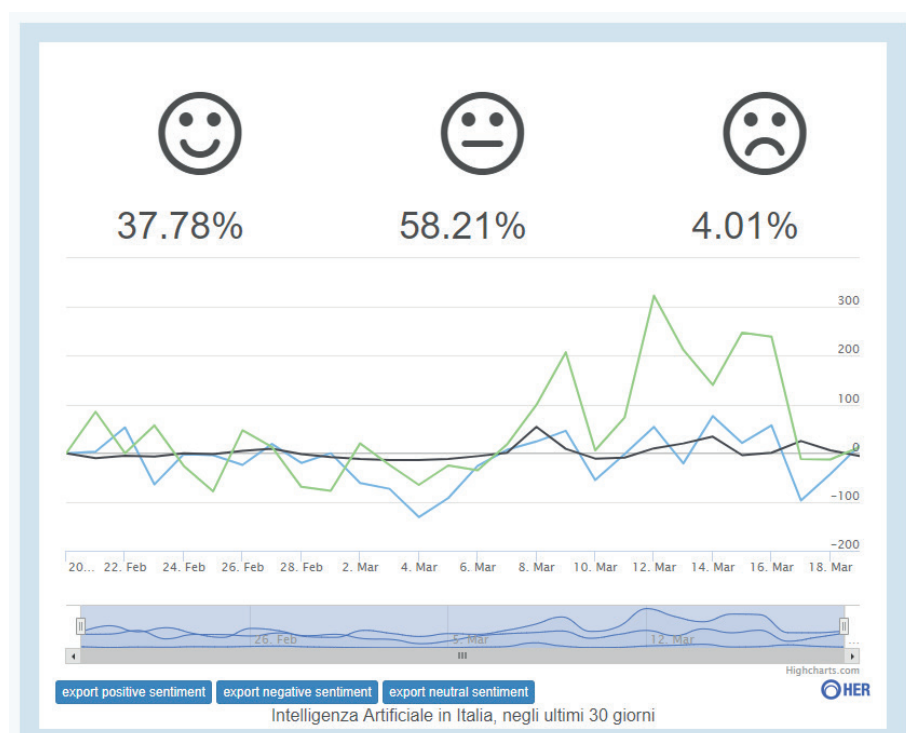 37.78% 58.21% 4.01%
300
200
100
0
-100
-200
20... 22. Feb 24. Feb 26. Feb 28. Feb 2. Mar 4. Mar 6. Mar 8. Mar 10. Mar 12. Mar 14. Mar 16. Mar 18. Mar
26. Feb 5. Mar 12. Mar ...
Highcharts.com
export positive sentiment export negative sentiment export neutral sentiment HER
Intelligenza Artificiale in Italia, negli ultimi 30 giorni